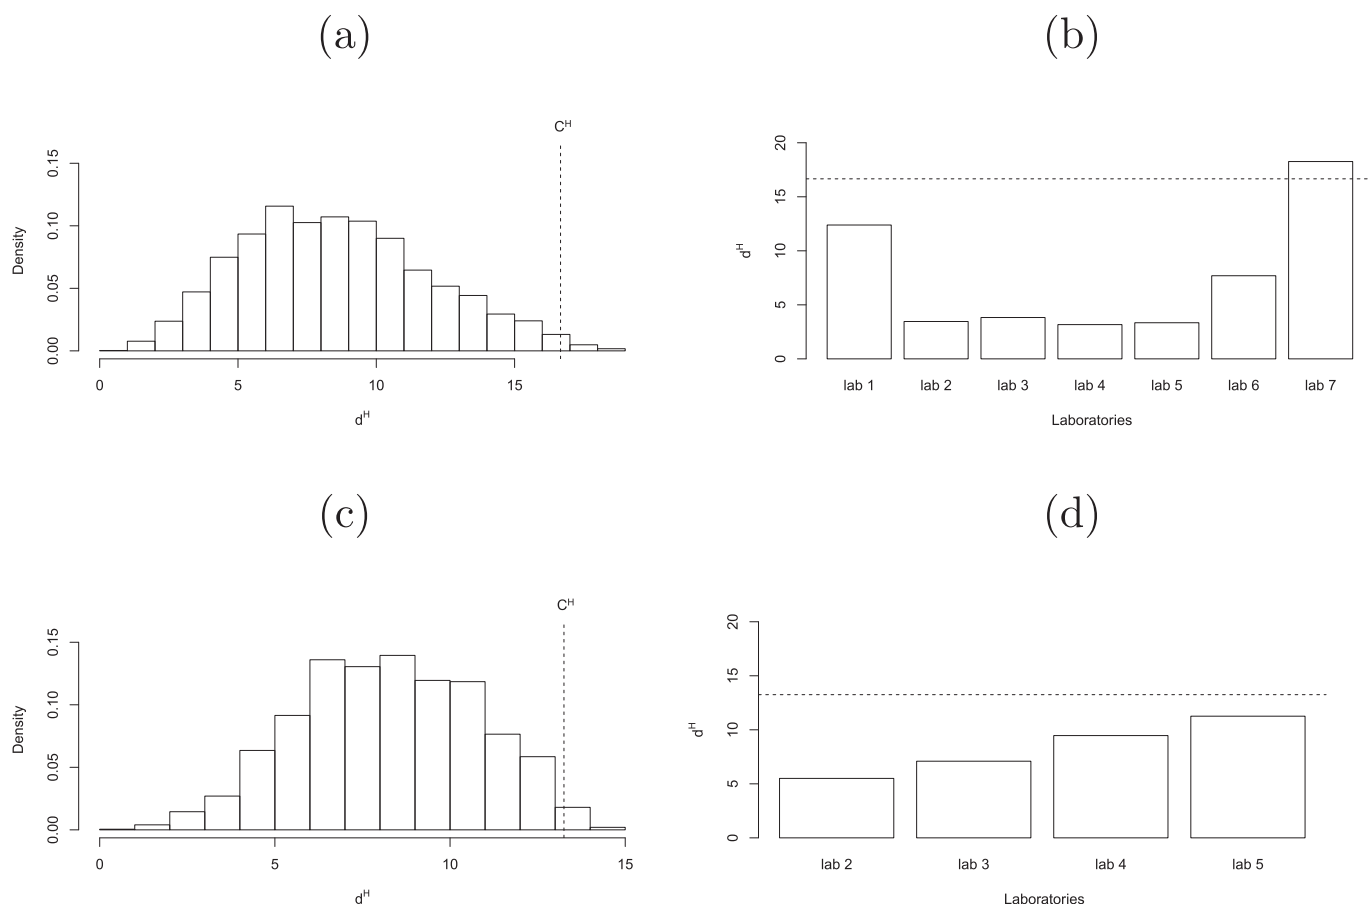 (a)
C^H
Density
0.00 0.05 0.10 0.15
0 5 10 15
d^H
(b)
d^H
0 5 10 15 20
lab 1 lab 2 lab 3 lab 4 lab 5 lab 6 lab 7
Laboratories
(c)
C^H
Density
0.00 0.05 0.10 0.15
0 5 10 15
d^H
(d)
d^H
0 5 10 15 20
lab 2 lab 3 lab 4 lab 5
Laboratories